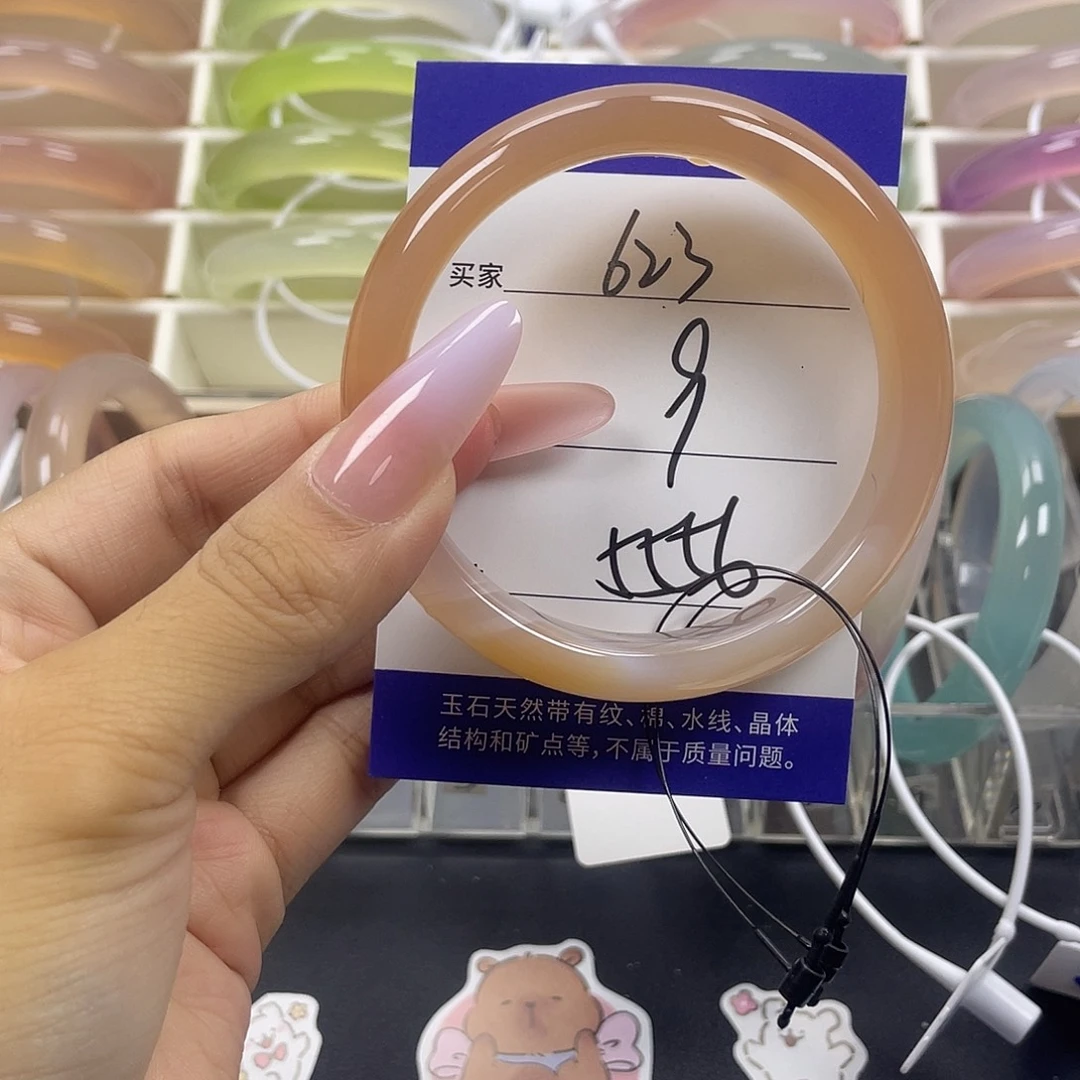 买家 623
9
玉石天然带有纹、棉、水线、晶体
结构和矿点等,不属于质量问题。